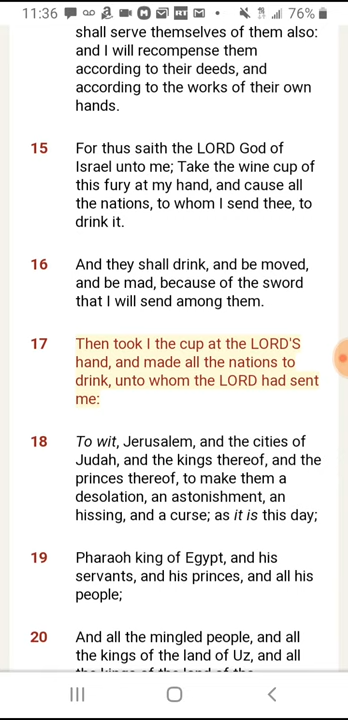 11:36 76%
shall serve themselves of them also:
and I will recompense them
according to their deeds, and
according to the works of their own
hands.
15 For thus saith the LORD God of
Israel unto me; Take the wine cup of
this fury at my hand, and cause all
the nations, to whom I send thee, to
drink it.
16 And they shall drink, and be moved,
and be mad, because of the sword
that I will send among them.
17 Then took I the cup at the LORD'S
hand, and made all the nations to
drink, unto whom the LORD had sent
me:
18 To wit, Jerusalem, and the cities of
Judah, and the kings thereof, and the
princes thereof, to make them a
desolation, an astonishment, an
hissing, and a curse; as it is this day;
19 Pharaoh king of Egypt, and his
servants, and his princes, and all his
people;
20 And all the mingled people, and all
the kings of the land of Uz, and all